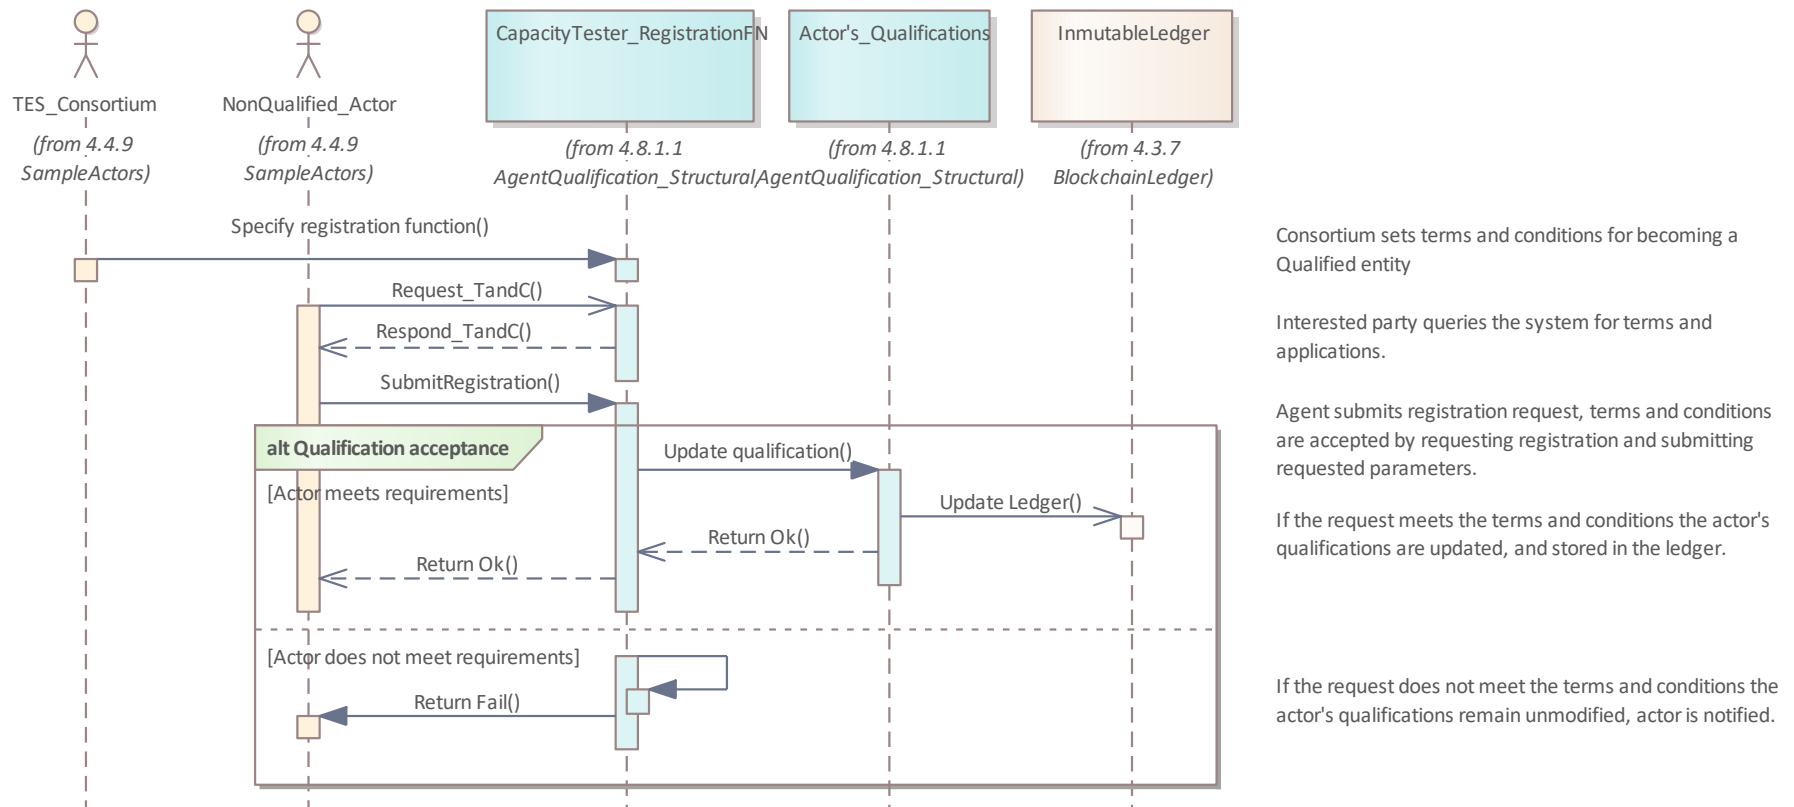 CapacityTester_RegistrationFN
Actor's_Qualifications
InmutableLedger
TES_Consortium
NonQualified_Actor
(from 4.4.9
SampleActors)
(from 4.4.9
SampleActors)
(from 4.8.1.1
AgentQualification_Structural)
(from 4.8.1.1
AgentQualification_Structural)
(from 4.3.7
BlockchainLedger)
Specify registration function()
Consortium sets terms and conditions for becoming a
Qualified entity
Request_TandC()
Respond_TandC()
Interested party queries the system for terms and
applications.
SubmitRegistration()
Agent submits registration request, terms and conditions
are accepted by requesting registration and submitting
requested parameters.
alt Qualification acceptance
Update qualification()
[Actor meets requirements]
Update Ledger()
Return Ok()
Return Ok()
If the request meets the terms and conditions the actor's
qualifications are updated, and stored in the ledger.
[Actor does not meet requirements]
Return Fail()
If the request does not meet the terms and conditions the
actor's qualifications remain unmodified, actor is notified.